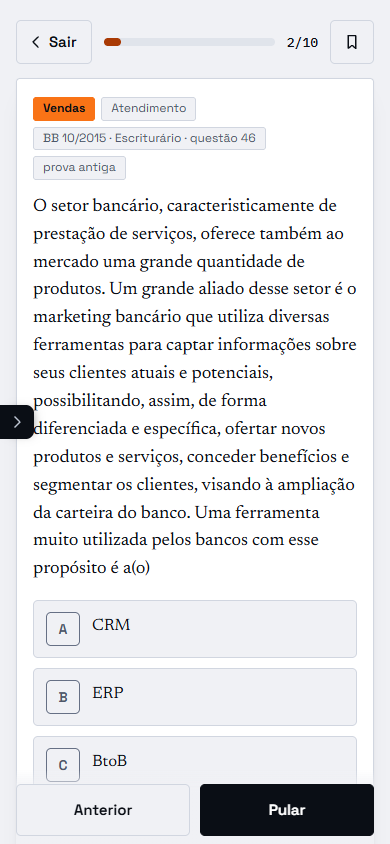 Sair
2/10
Vendas
Atendimento
BB 10/2015 · Escriturário · questão 46
prova antiga
O setor bancário, caracteristicamente de
prestação de serviços, oferece também ao
mercado uma grande quantidade de
produtos. Um grande aliado desse setor é o
marketing bancário que utiliza diversas
ferramentas para captar informações sobre
seus clientes atuais e potenciais,
possibilitando, assim, de forma
diferenciada e específica, ofertar novos
produtos e serviços, conceder benefícios e
segmentar os clientes, visando à ampliação
da carteira do banco. Uma ferramenta
muito utilizada pelos bancos com esse
propósito é a(o)
A CRM
B ERP
C BtoB
Anterior
Pular